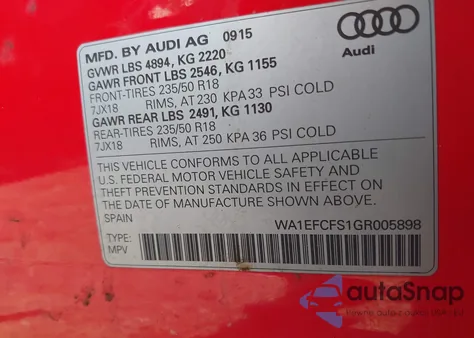 MFD. BY AUDI AG 0915
GVWR LBS 4894, KG 2220
GAWR FRONT LBS 2546, KG 1155
FRONT-TIRES 235/50 R18
7JX18 RIMS, AT 230 KPA 33 PSI COLD
GAWR REAR LBS 2491, KG 1130
REAR-TIRES 235/50 R18
7JX18 RIMS, AT 250 KPA 36 PSI COLD
Audi
THIS VEHICLE CONFORMS TO ALL APPLICABLE
U.S. FEDERAL MOTOR VEHICLE SAFETY AND
THEFT PREVENTION STANDARDS IN EFFECT ON
THE DATE OF MANUFACTURE SHOWN ABOVE.
SPAIN WA1EFCFS1GR005898
TYPE:
MPV
autoSnap